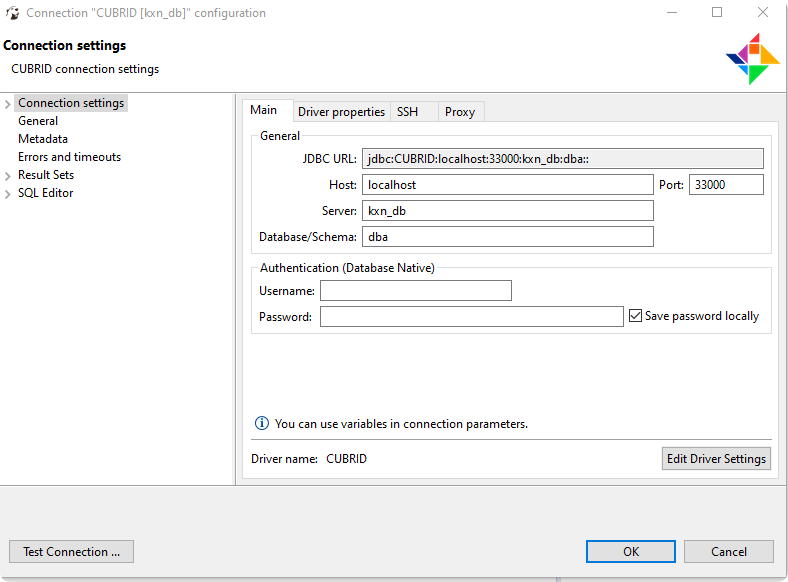 Connection "CUBRID [kxn_db]" configuration
Connection settings
CUBRID connection settings
Connection settings
General
Metadata
Errors and timeouts
Result Sets
SQL Editor
Main Driver properties SSH Proxy
General
JDBC URL: jdbc:CUBRID:localhost:33000:kxn_db:dba::
Host: localhost Port: 33000
Server: kxn_db
Database/Schema: dba
Authentication (Database Native)
Username:
Password: Save password locally
You can use variables in connection parameters.
Driver name: CUBRID Edit Driver Settings
Test Connection ... OK Cancel